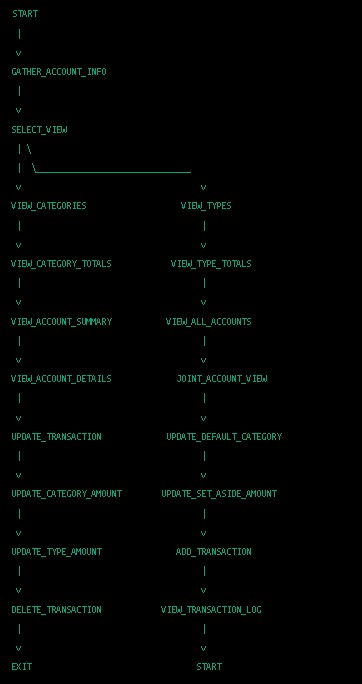 START
|
v
GATHER_ACCOUNT_INFO
|
v
SELECT_VIEW
| \
|  \_______________________________
v                                  v
VIEW_CATEGORIES                VIEW_TYPES
|                                  |
v                                  v
VIEW_CATEGORY_TOTALS         VIEW_TYPE_TOTALS
|                                  |
v                                  v
VIEW_ACCOUNT_SUMMARY        VIEW_ALL_ACCOUNTS
|                                  |
v                                  v
VIEW_ACCOUNT_DETAILS          JOINT_ACCOUNT_VIEW
|                                  |
v                                  v
UPDATE_TRANSACTION          UPDATE_DEFAULT_CATEGORY
|                                  |
v                                  v
UPDATE_CATEGORY_AMOUNT     UPDATE_SET_ASIDE_AMOUNT
|                                  |
v                                  v
UPDATE_TYPE_AMOUNT            ADD_TRANSACTION
|                                  |
v                                  v
DELETE_TRANSACTION         VIEW_TRANSACTION_LOG
|                                  |
v                                  v
EXIT                              START